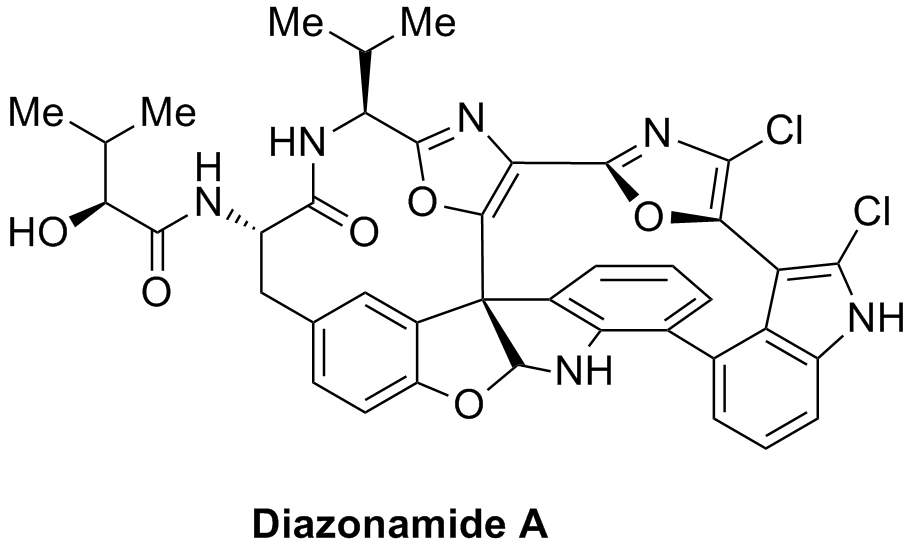 Me Me
Me Me N N Cl
HN
H
N O O Cl
HO O
O NH
NH
O
Diazonamide A